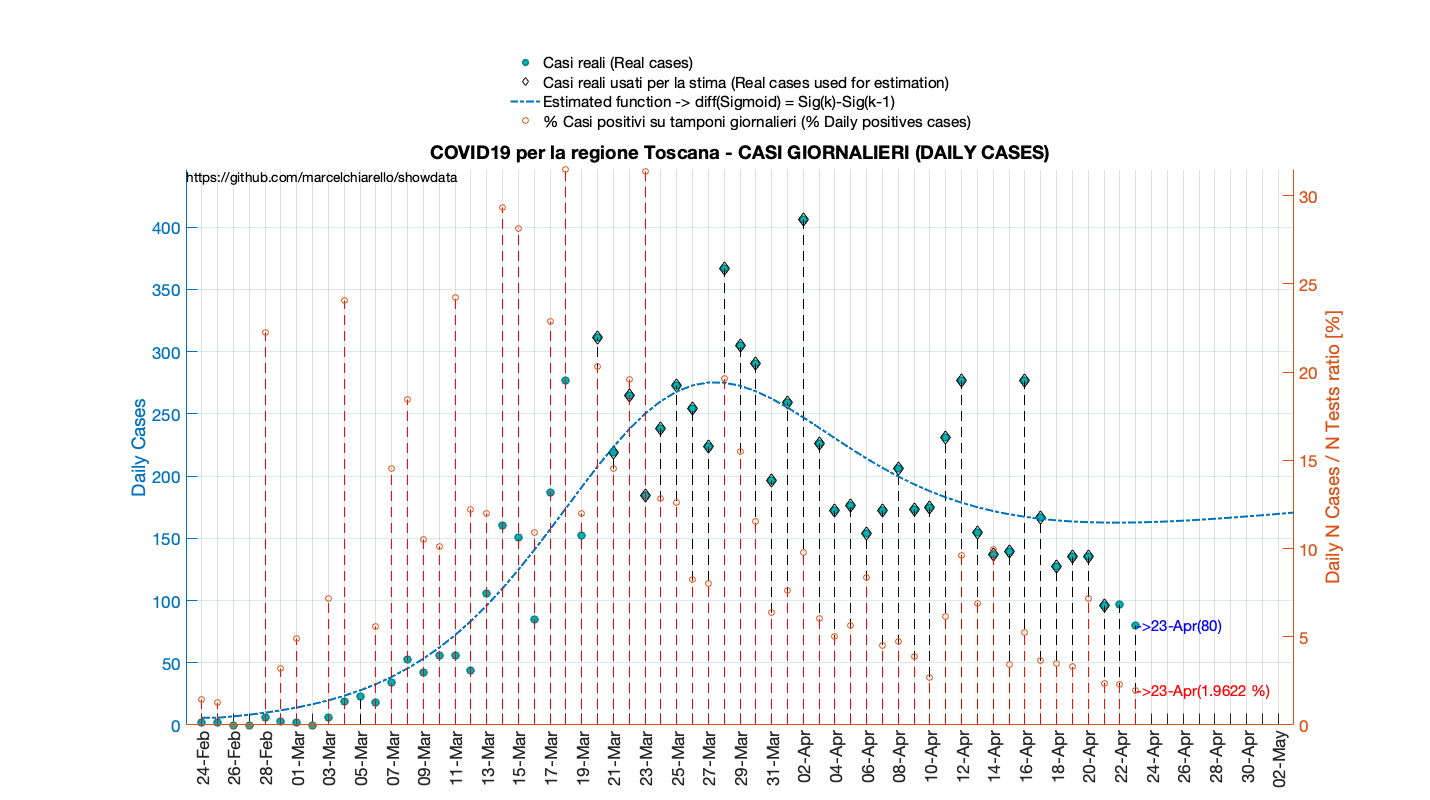 Casi reali (Real cases)
Casi reali usati per la stima (Real cases used for estimation)
Estimated function -> diff(Sigmoid) = Sig(k)-Sig(k-1)
% Casi positivi su tamponi giornalieri (% Daily positives cases)
COVID19 per la regione Toscana - CASI GIORNALIERI (DAILY CASES)
https://github.com/marcelchiarello/showdata
Daily Cases
400
350
300
250
200
150
100
50
0
30
25
20
15
10
5
0
Daily N Cases / N Tests ratio [%]
->23-Apr(80)
->23-Apr(1.9622 %)
24-Feb
26-Feb
28-Feb
01-Mar
03-Mar
05-Mar
07-Mar
09-Mar
11-Mar
13-Mar
15-Mar
17-Mar
19-Mar
21-Mar
23-Mar
25-Mar
27-Mar
29-Mar
31-Mar
02-Apr
04-Apr
06-Apr
08-Apr
10-Apr
12-Apr
14-Apr
16-Apr
18-Apr
20-Apr
22-Apr
24-Apr
26-Apr
28-Apr
30-Apr
02-May